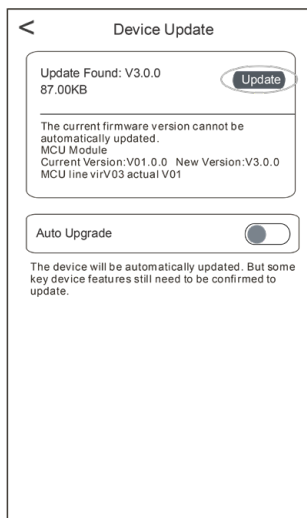 < Device Update
Update Found: V3.0.0
Update
87.00KB
The current firmware version cannot be
automatically updated.
MCU Module
Current Version:V01.0.0 New Version:V3.0.0
MCU line virV03 actual V01
Auto Upgrade
The device will be automatically updated. But some
key device features still need to be confirmed to
update.